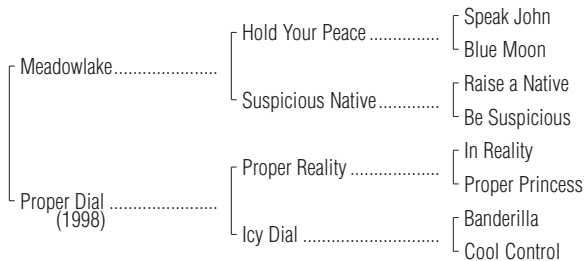 Speak John
Hold Your Peace ...............
Blue Moon
Meadowlake.....................
Raise a Native
Suspicious Native.............
Be Suspicious
In Reality
Proper Reality ..................
Proper Princess
Proper Dial ......................
(1998)
Banderilla
Icy Dial ............................
Cool Control